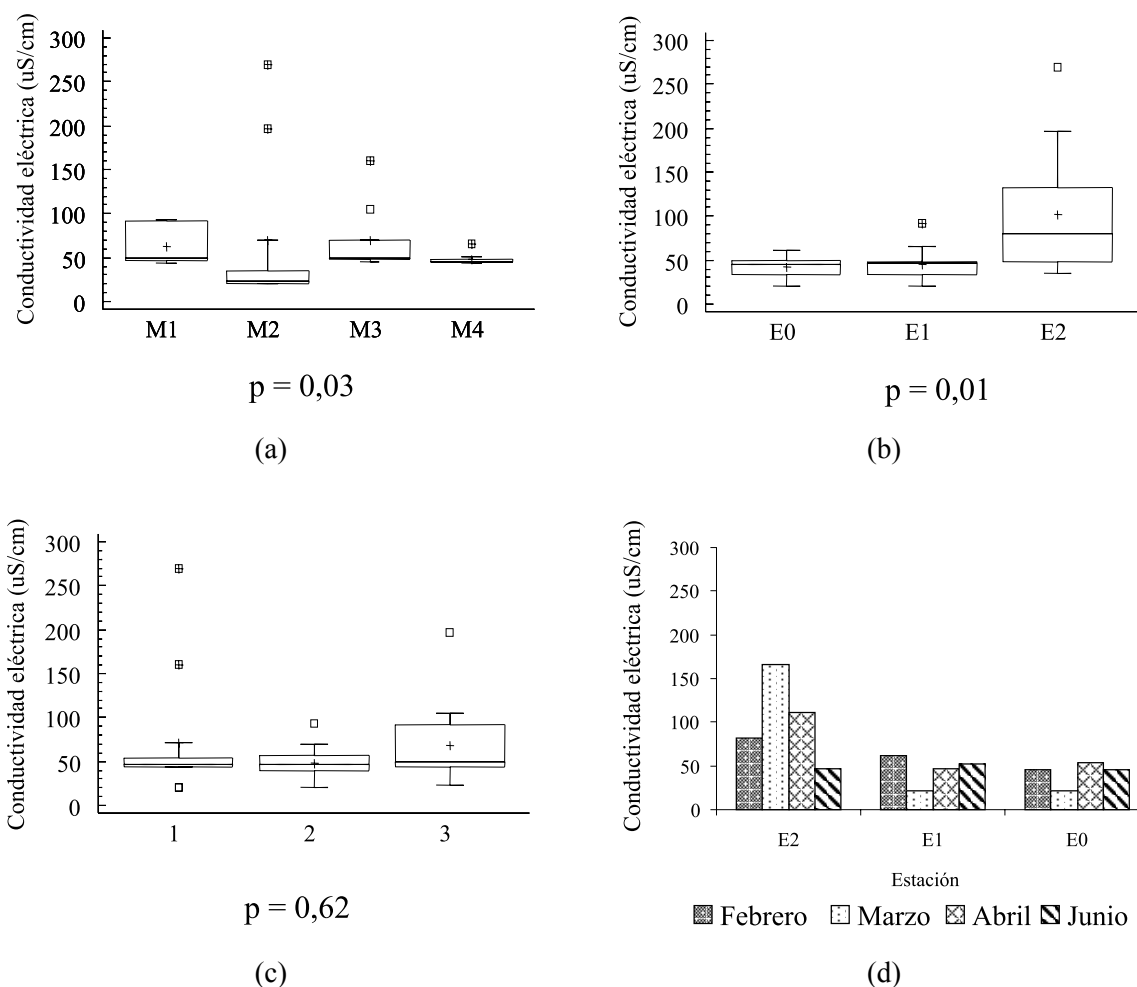 Conductividad eléctrica (uS/cm)
300
250
200
150
100
50
0
M1 M2 M3 M4
p = 0,03
(a)
Conductividad eléctrica (uS/cm)
300
250
200
150
100
50
0
E0 E1 E2
p = 0,01
(b)
Conductividad eléctrica (uS/cm)
300
250
200
150
100
50
0
1 2 3
p = 0,62
(c)
Conductividad eléctrica (uS/cm)
300
250
200
150
100
50
0
E2 E1 E0
Estación
Febrero Marzo Abril Junio
(d)